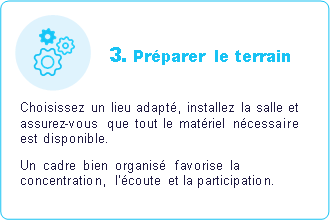 3. Préparer le terrain
Choisissez un lieu adapté, installez la salle et
assurez-vous que tout le matériel nécessaire
est disponible.
Un cadre bien organisé favorise la
concentration, l'écoute et la participation.